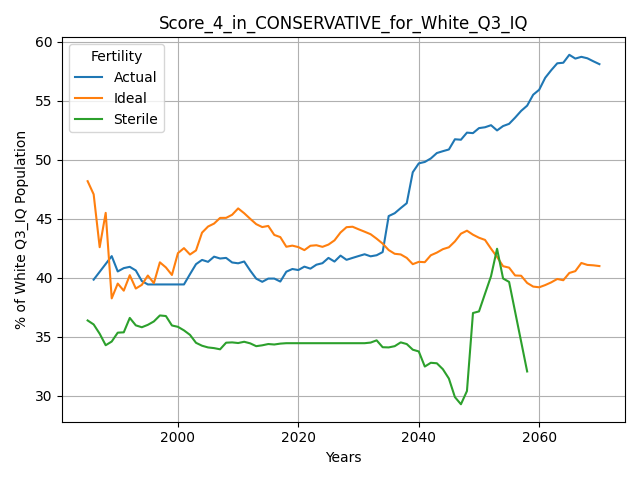 Score_4_in_CONSERVATIVE_for_White_Q3_IQ
Fertility
Actual
Ideal
Sterile
% of White Q3_IQ Population
60
55
50
45
40
35
30
2000
2020
2040
2060
Years